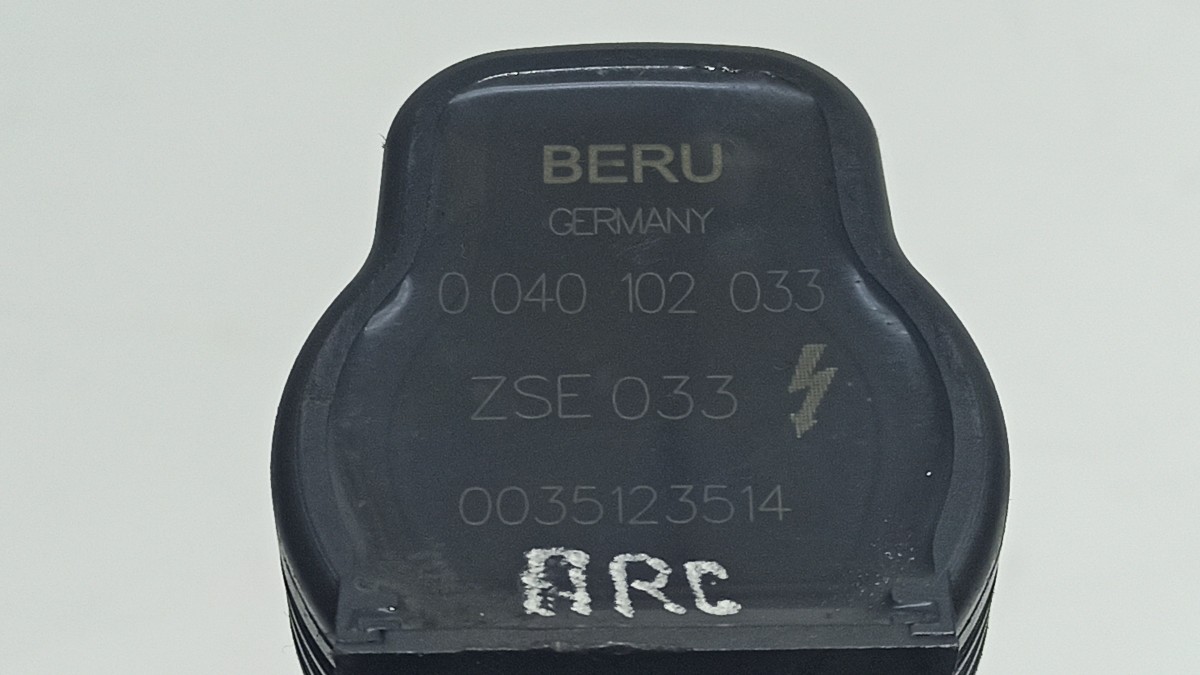 BERU
GERMANY
0 040 102 033
ZSE 033
0035123514
ARC